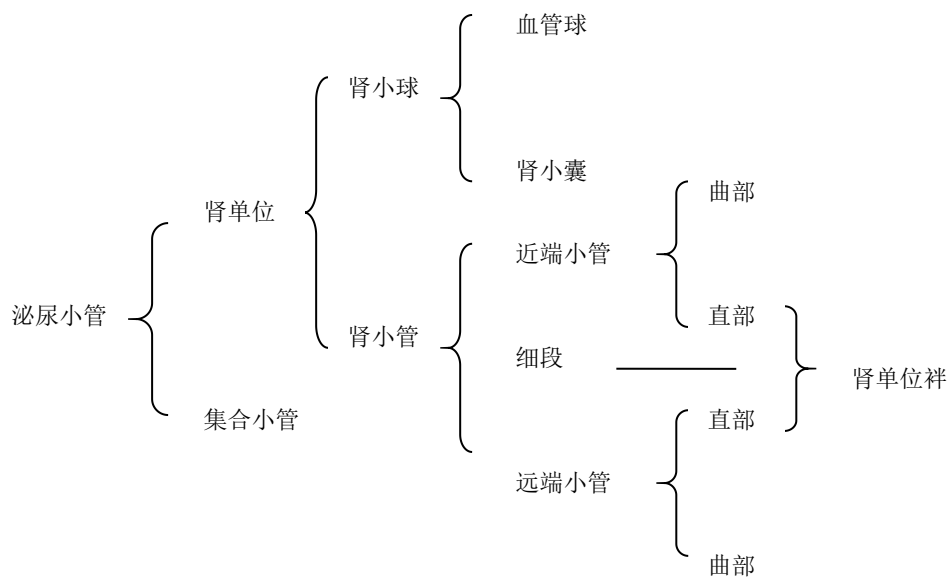 血管球
肾小球
肾小囊
曲部
肾单位
近端小管
泌尿小管
直部
肾小管
细段
肾单位袢
集合小管
直部
远端小管
曲部